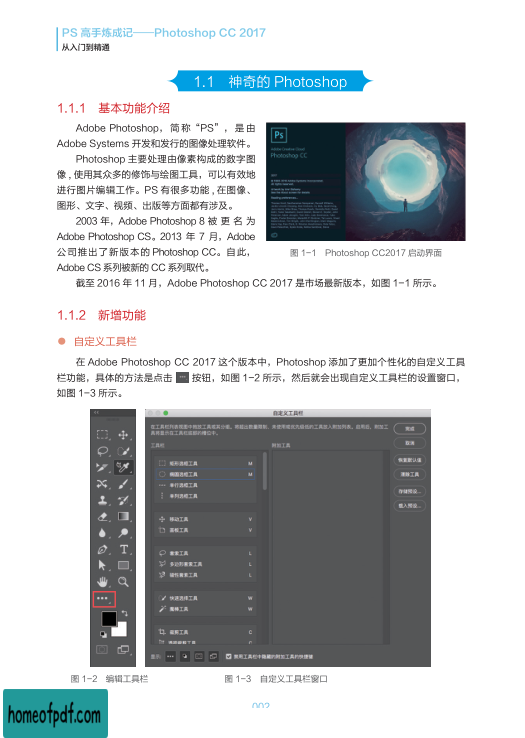 PS 高手炼成记——Photoshop CC 2017
从入门到精通
1.1 神奇的 Photoshop
1.1.1 基本功能介绍
Adobe Photoshop，简称“PS”，是由
Adobe Systems 开发和发行的图像处理软件。
Photoshop 主要处理由像素构成的数字图
像，使用其众多的修饰与绘图工具，可以有效地
进行图片编辑工作。PS 有很多功能，在图像、
图形、文字、视频、出版等方面都有涉及。
2003 年，Adobe Photoshop 8 被更名为
Adobe Photoshop CS。2013 年 7 月，Adobe
公司推出了新版本的 Photoshop CC。自此，
Adobe CS 系列被新的 CC 系列取代。
Ps
Adobe Creative Cloud
Photoshop CC
2017
图 1-1 Photoshop CC2017 启动界面
截至 2016 年 11 月，Adobe Photoshop CC 2017 是市场最新版本，如图 1-1 所示。
1.1.2 新增功能
● 自定义工具栏
在 Adobe Photoshop CC 2017 这个版本中，Photoshop 添加了更加个性化的自定义工具
栏功能，具体的方法是点击 ••• 按钮，如图 1-2 所示，然后就会出现自定义工具栏的设置窗口，
如图 1-3 所示。
自定义工具栏
工具栏
附加工具
矩形选框工具 M
椭圆选框工具 M
单行选框工具
单列选框工具
移动工具 V
画板工具 V
套索工具 L
多边形套索工具 L
磁性套索工具 L
快速选择工具 W
魔棒工具 W
裁剪工具 C
透视裁剪工具 C
显示:
禁用工具栏中隐藏的附加工具的快捷键
完成
取消
恢复默认值
清除工具
存储预设...
载入预设...
图 1-2 编辑工具栏
图 1-3 自定义工具栏窗口
002
homeofpdf.com